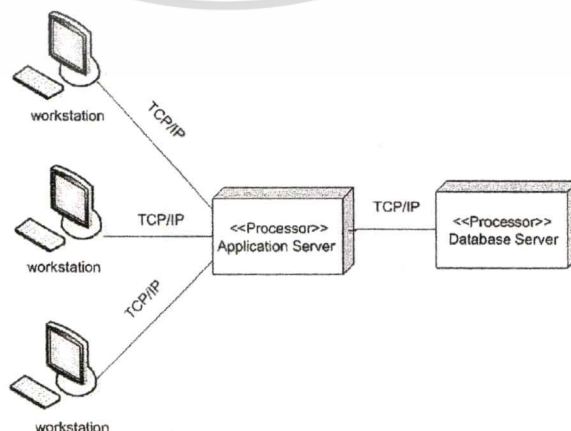 workstation
TCP/IP
workstation
TCP/IP
workstation
TCP/IP
<<Processor>>
Application Server
TCP/IP
<<Processor>>
Database Server